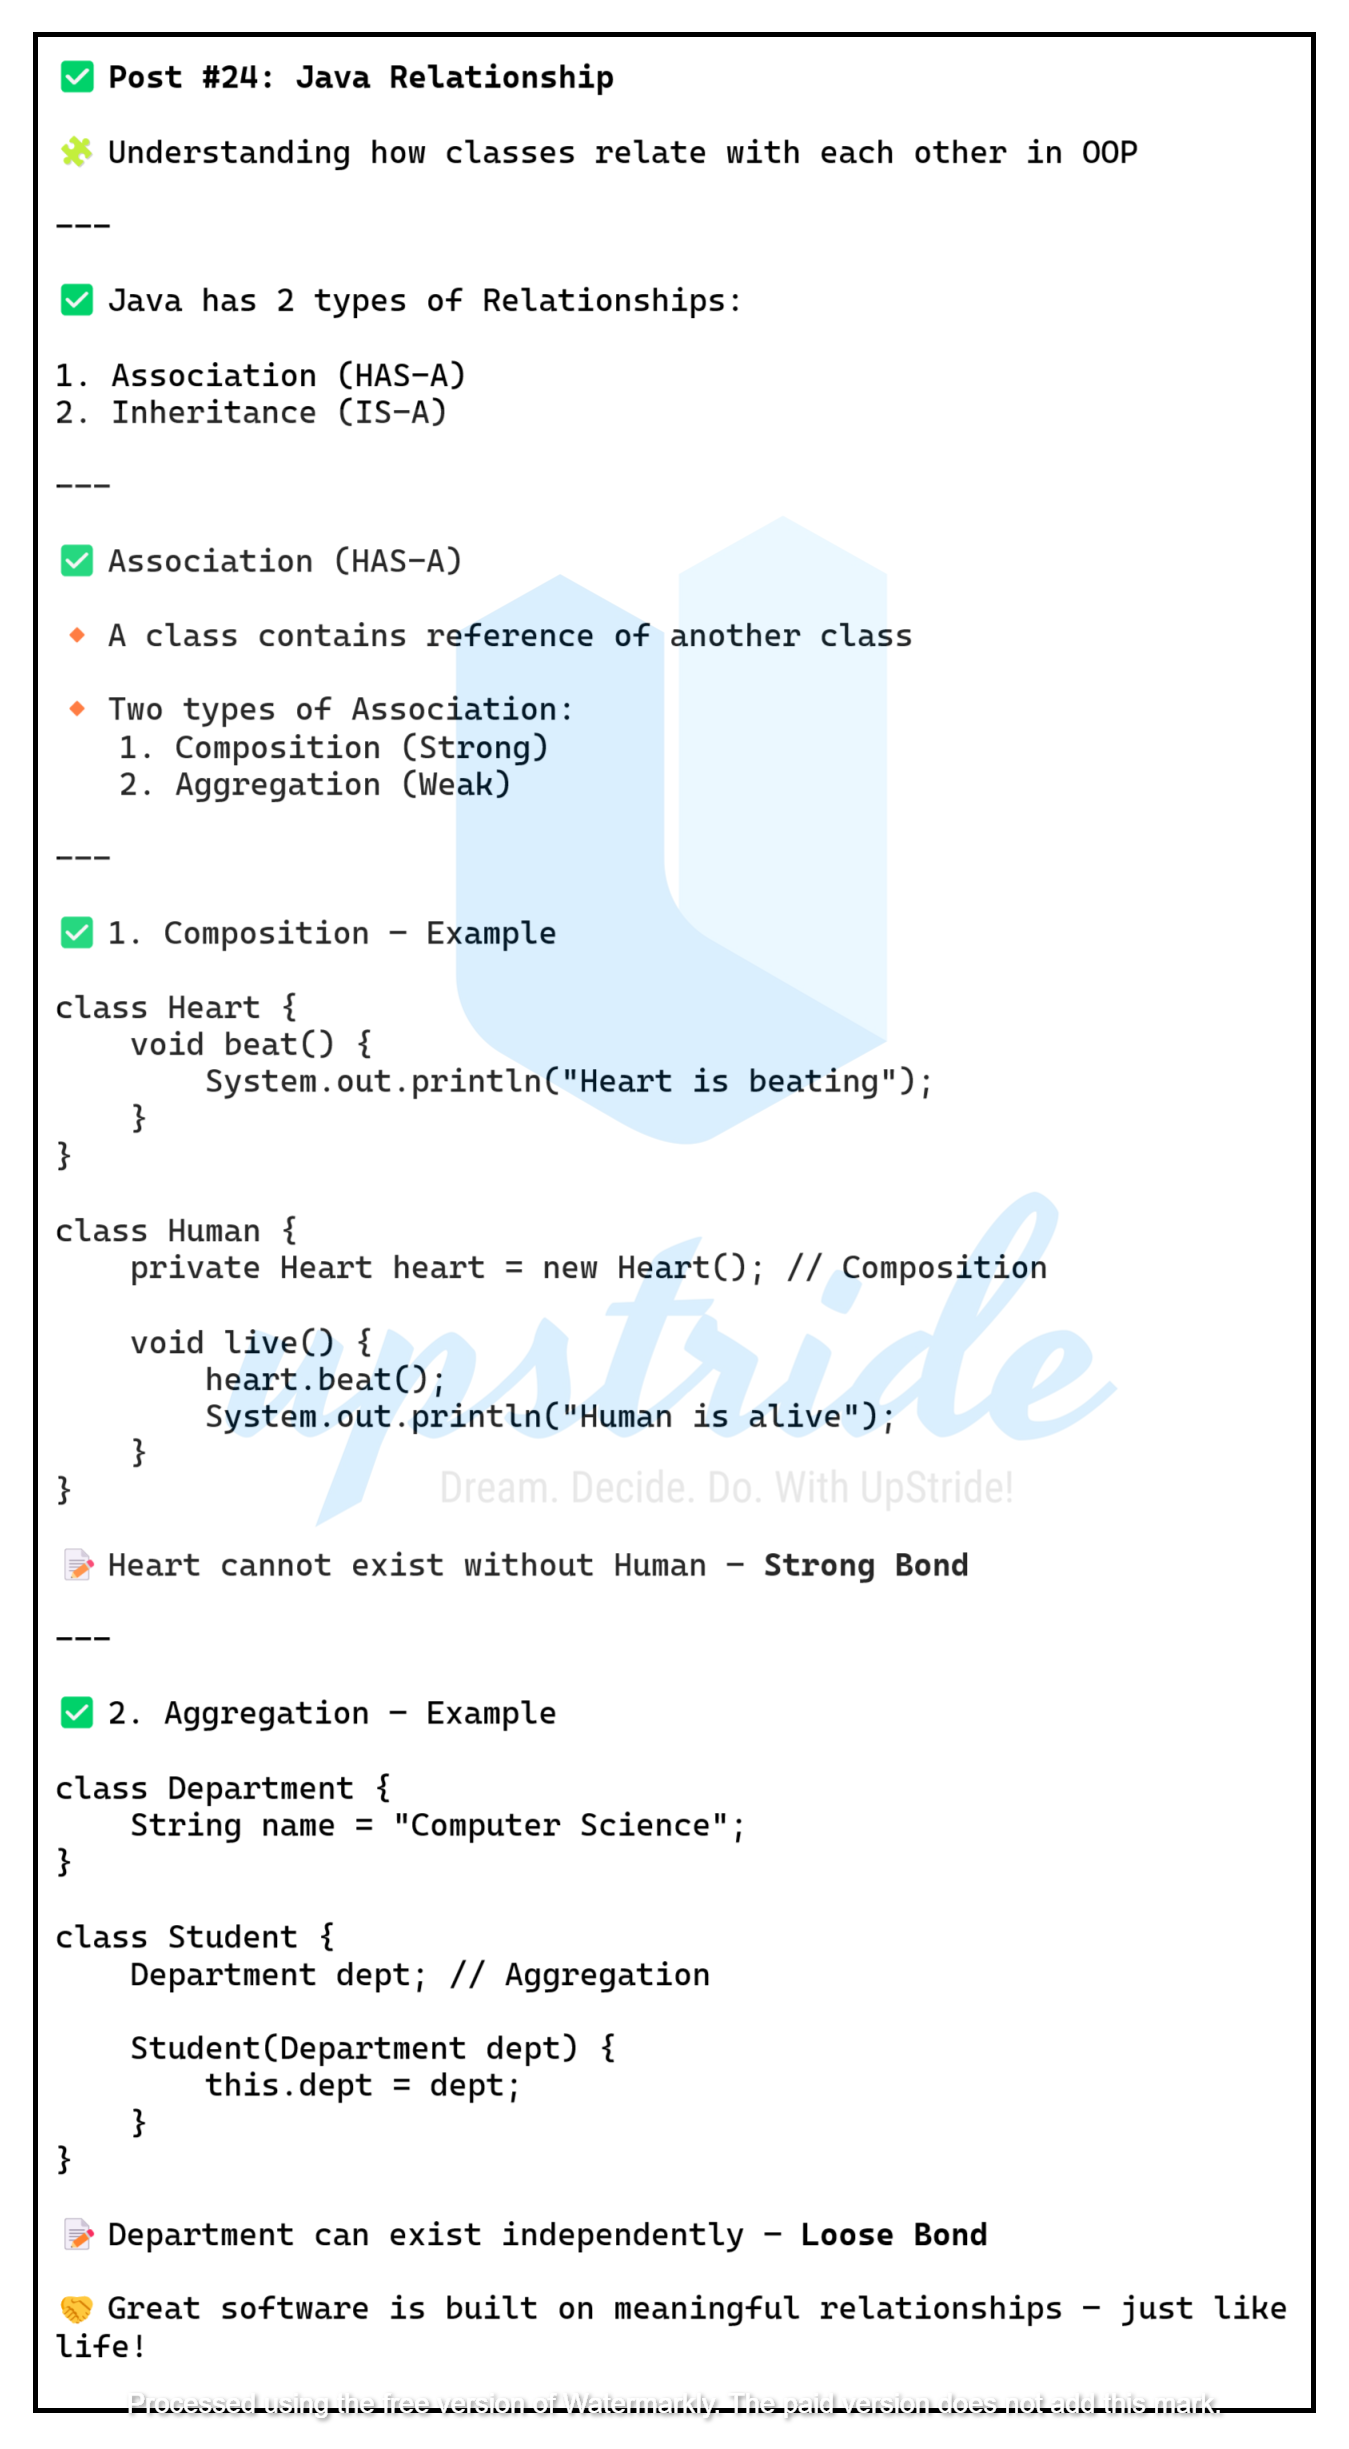 ✅ Post #24: Java Relationship
🧩 Understanding how classes relate with each other in OOP
---
✅ Java has 2 types of Relationships:
1. Association (HAS-A)
2. Inheritance (IS-A)
---
✅ Association (HAS-A)
🔸 A class contains reference of another class
🔸 Two types of Association:
1. Composition (Strong)
2. Aggregation (Weak)
---
✅ 1. Composition – Example
class Heart {
    void beat() {
        System.out.println("Heart is beating");
    }
}
class Human {
    private Heart heart = new Heart(); // Composition
    void live() {
        heart.beat();
        System.out.println("Human is alive");
    }
}
upstride
Dream. Decide. Do. With UpStride!
📝 Heart cannot exist without Human – Strong Bond
---
✅ 2. Aggregation – Example
class Department {
    String name = "Computer Science";
}
class Student {
    Department dept; // Aggregation
    Student(Department dept) {
        this.dept = dept;
    }
}
📝 Department can exist independently – Loose Bond
🤝 Great software is built on meaningful relationships – just like
life!
Processed using the free version of Watermarkly. The paid version does not add this mark.